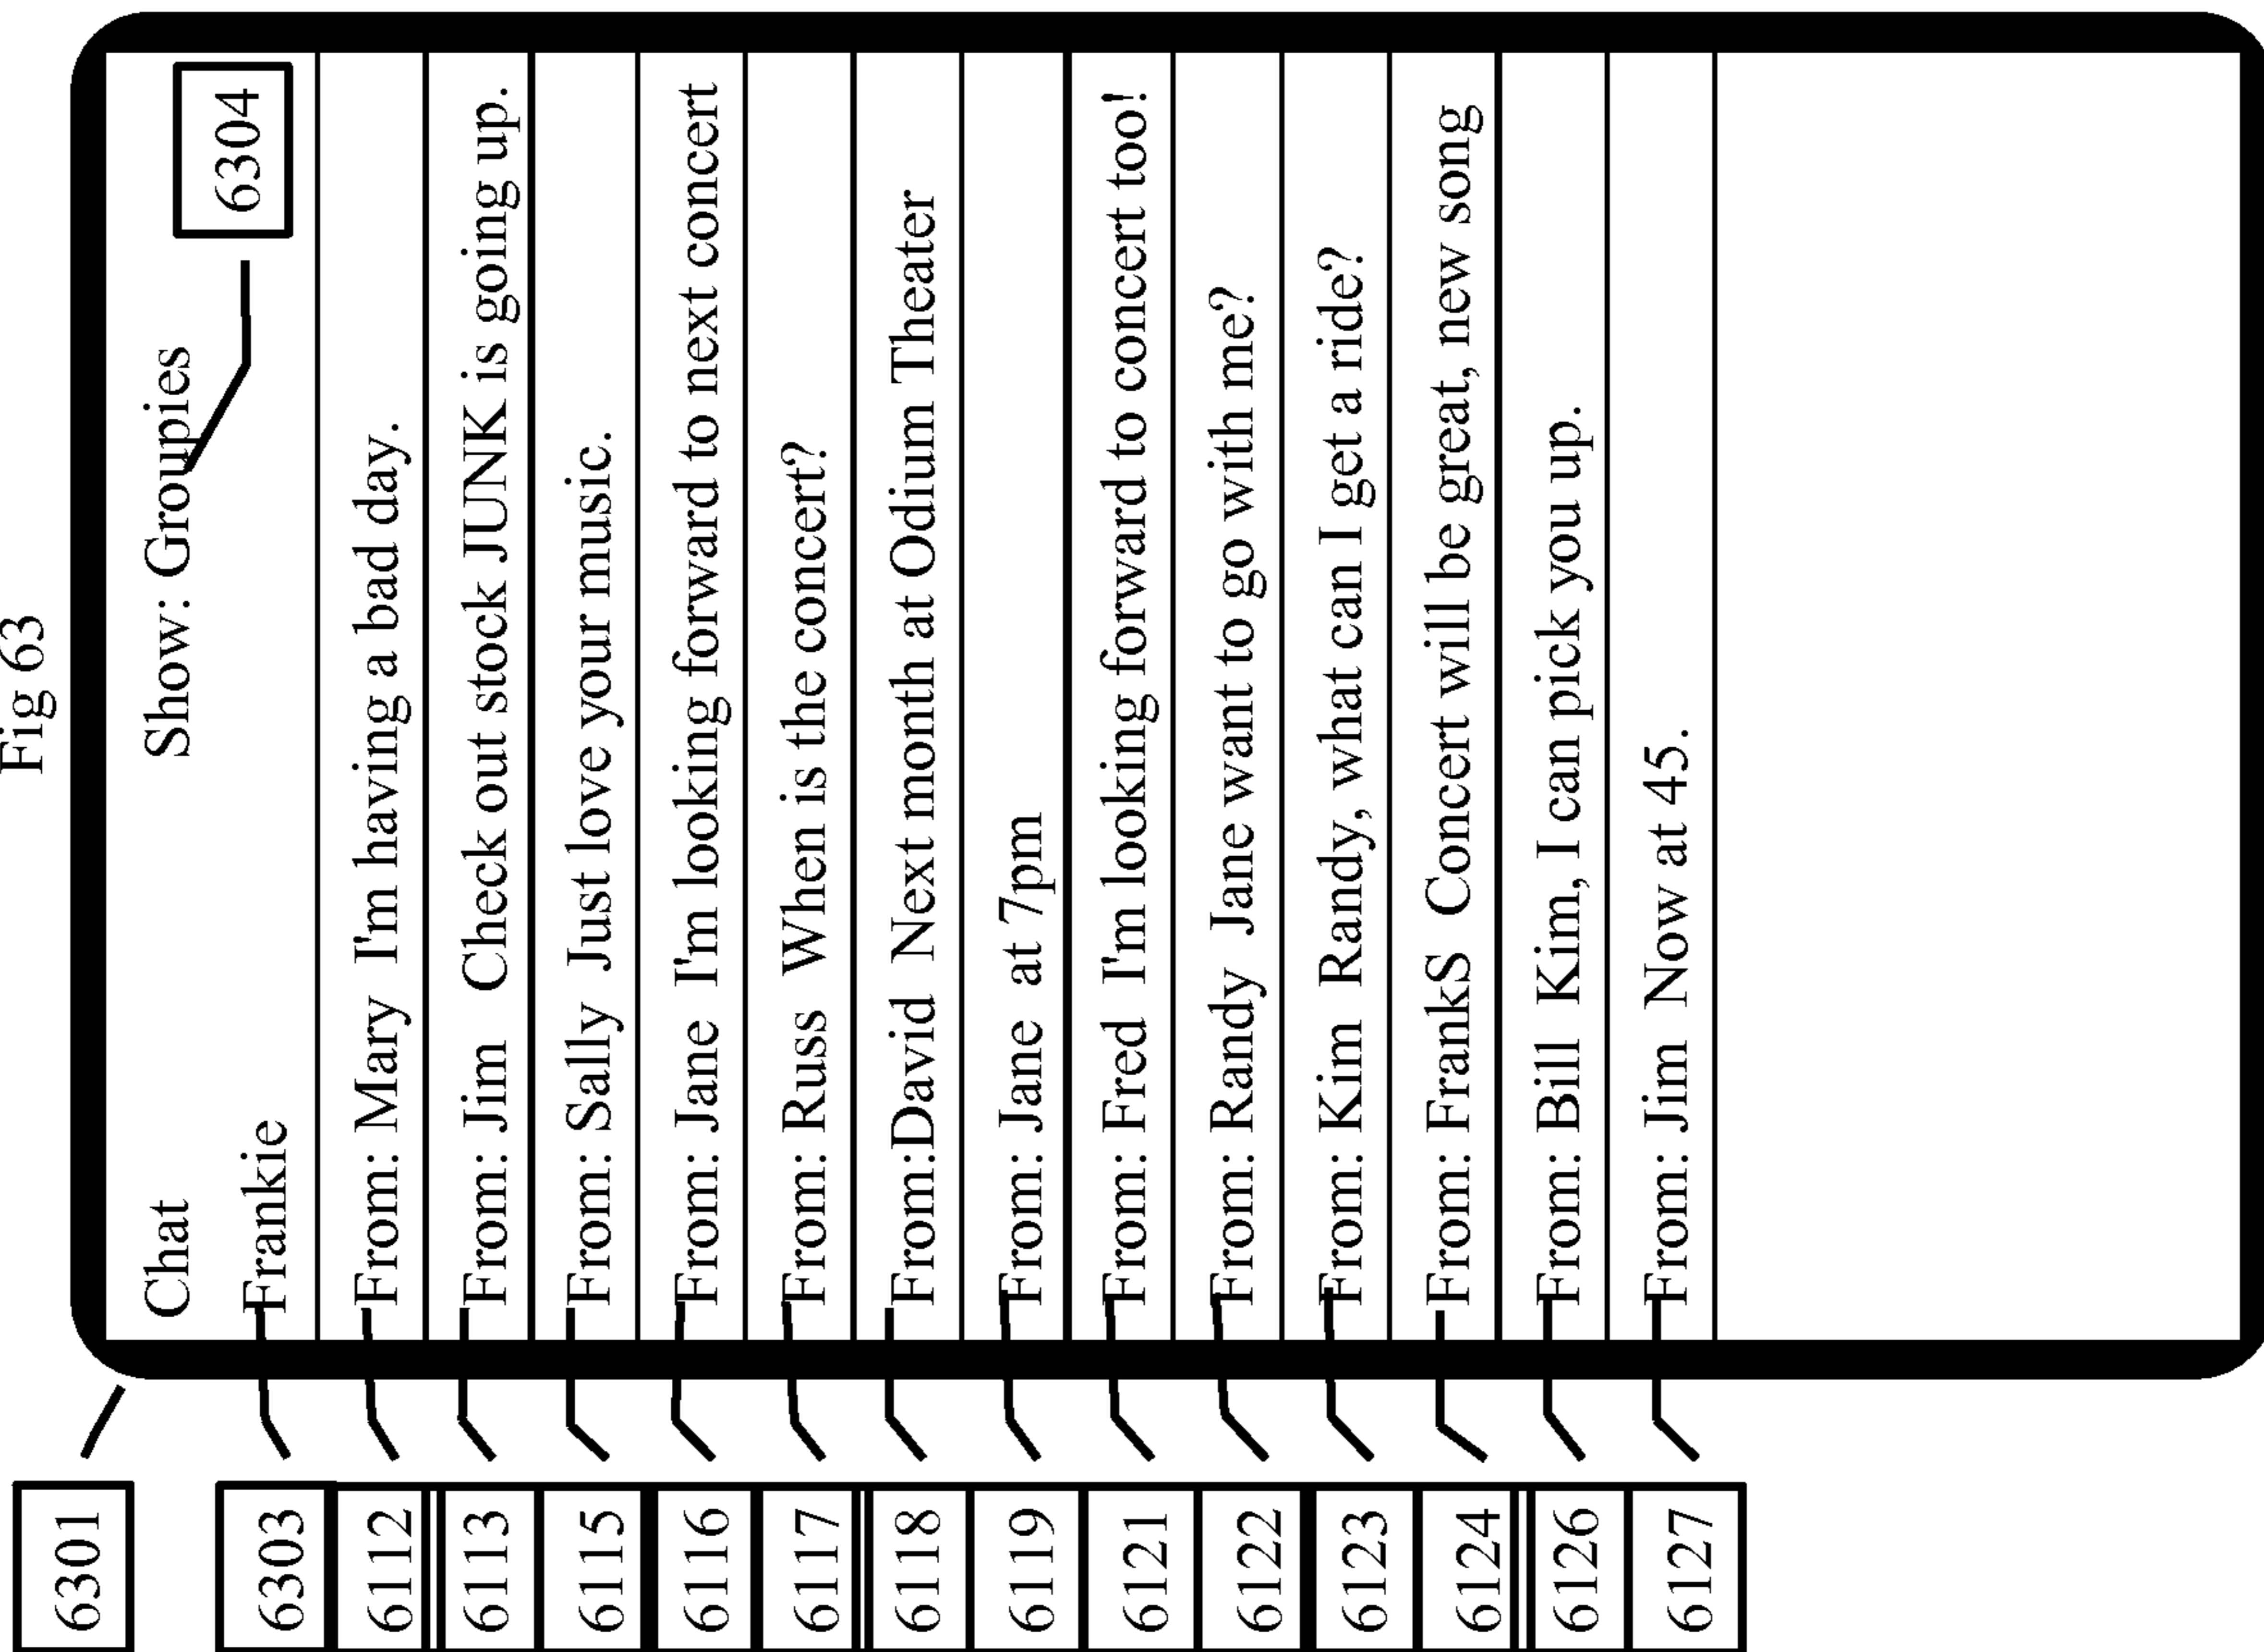 Fig 63
Chat Show: Groupies
Frankie 6304
From: Mary I'm having a bad day.
From: Jim Check out stock JUNK is going up.
From: Sally Just love your music.
From: Jane I'm looking forward to next concert
From: Russ When is the concert?
From:David Next month at Odium Theater
From: Jane at 7pm
From: Fred I'm looking forward to concert too!
From: Randy Jane want to go with me?
From: Kim Randy, what can I get a ride?
From: FrankS Concert will be great, new song
From: Bill Kim, I can pick you up.
From: Jim Now at 45.
6301
6303
6112
6113
6115
6116
6117
6118
6119
6121
6122
6123
6124
6126
6127